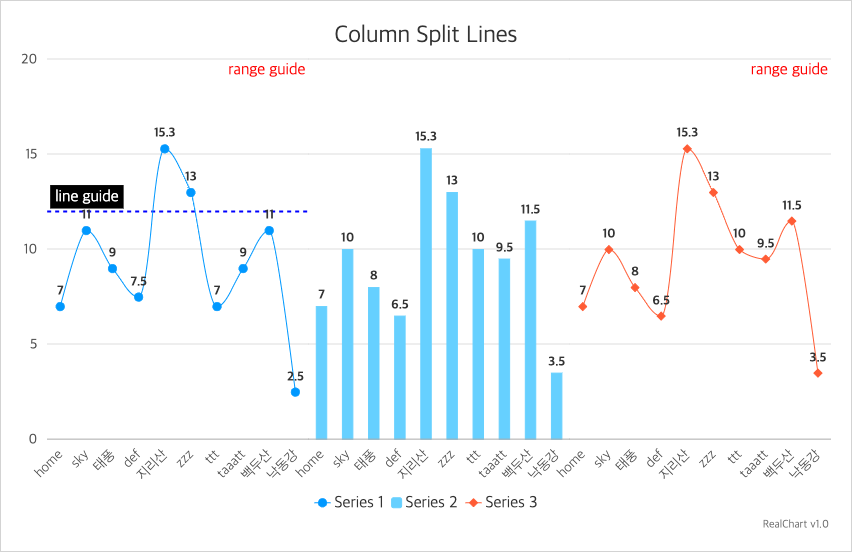 Column Split Lines
20
15
10
5
0
range guide
range guide
line guide
7
11
9
7.5
15.3
13
7
9
11
2.5
7
10
8
6.5
15.3
13
10
9.5
11.5
3.5
7
10
8
6.5
15.3
13
10
9.5
11.5
3.5
home
sky
태풍
def
지리산
zzz
ttt
taaatt
백두산
낙동강
home
sky
태풍
def
지리산
zzz
ttt
taaatt
백두산
낙동강
home
sky
태풍
def
지리산
zzz
ttt
taaatt
백두산
낙동강
Series 1 Series 2 Series 3
RealChart v1.0